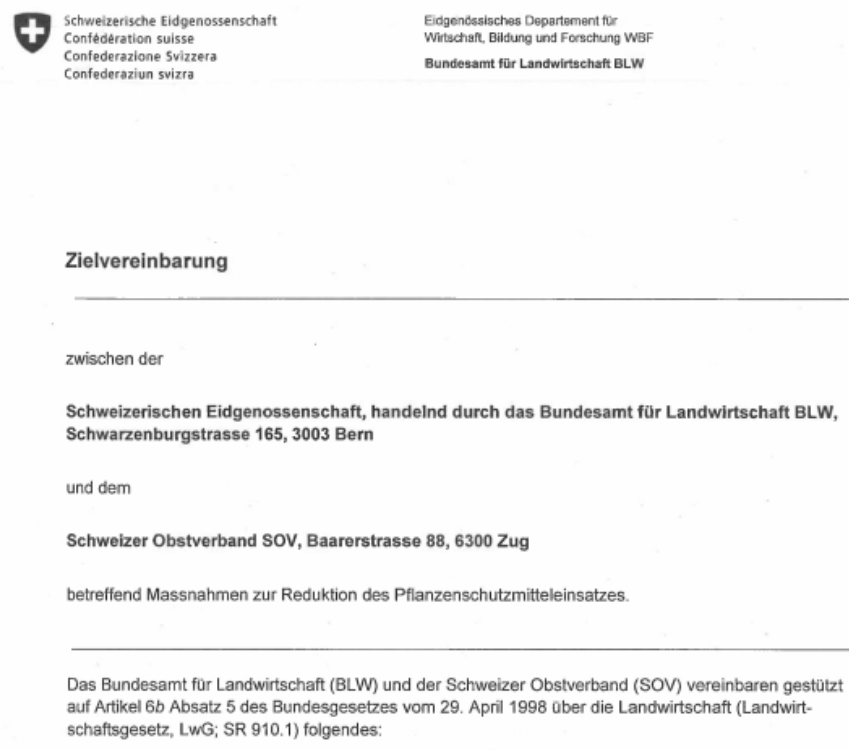 Schweizerische Eidgenossenschaft
Confédération suisse
Confederazione Svizzera
Confederaziun svizra
Eidgenössisches Departement für
Wirtschaft, Bildung und Forschung WBF
Bundesamt für Landwirtschaft BLW
Zielvereinbarung
zwischen der
Schweizerischen Eidgenossenschaft, handelnd durch das Bundesamt für Landwirtschaft BLW,
Schwarzenburgstrasse 165, 3003 Bern
und dem
Schweizer Obstverband SOV, Baarerstrasse 88, 6300 Zug
betreffend Massnahmen zur Reduktion des Pflanzenschutzmitteleinsatzes.
Das Bundesamt für Landwirtschaft (BLW) und der Schweizer Obstverband (SOV) vereinbaren gestützt
auf Artikel 6b Absatz 5 des Bundesgesetzes vom 29. April 1998 über die Landwirtschaft (Landwirt-
schaftsgesetz, LwG; SR 910.1) folgendes: